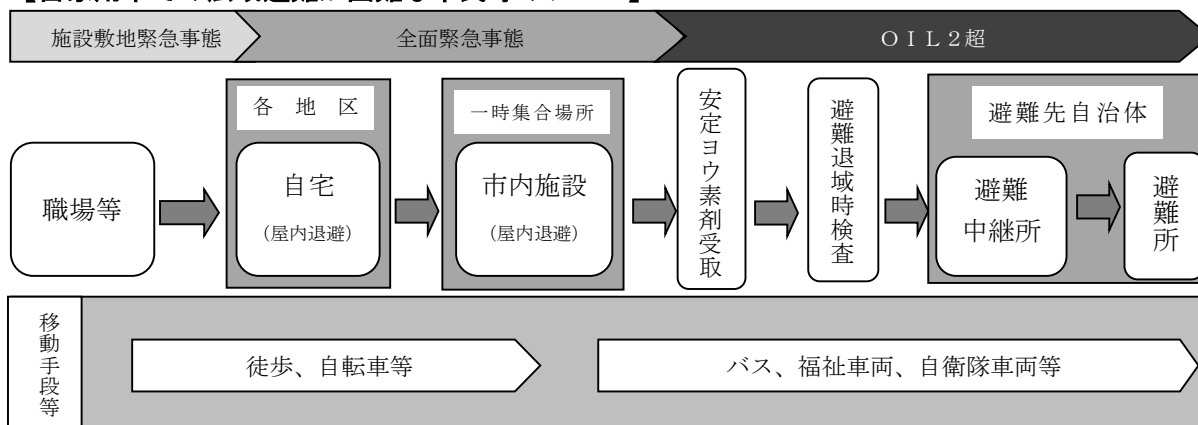 施設敷地緊急事態
全面緊急事態
ＯＩＬ２超
職場等
各地区
自宅
(屋内退避)
一時集合場所
市内施設
(屋内退避)
安定ヨウ素剤受取
避難退域時検査
避難先自治体
避難
中継所
避難所
移動手段等
徒歩、自転車等
バス、福祉車両、自衛隊車両等